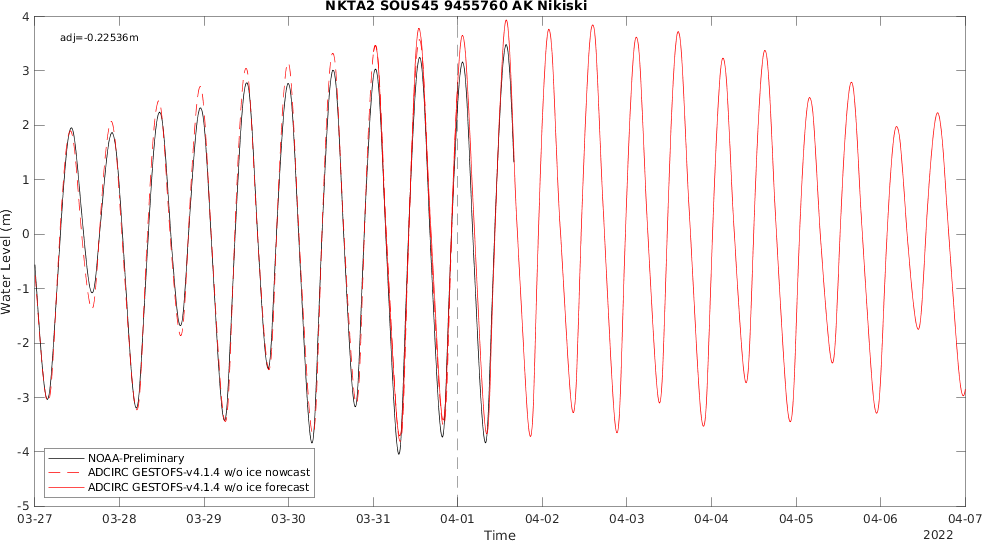 NKTA2 SOUS45 9455760 AK Nikiski
adj=-0.22536m
4
3
2
1
0
-1
-2
-3
-4
-5
Water Level (m)
NOAA-Preliminary
ADCIRC GESTOFS-v4.1.4 w/o ice nowcast
ADCIRC GESTOFS-v4.1.4 w/o ice forecast
03-27 03-28 03-29 03-30 03-31 04-01 04-02 04-03 04-04 04-05 04-06 04-07
Time
2022